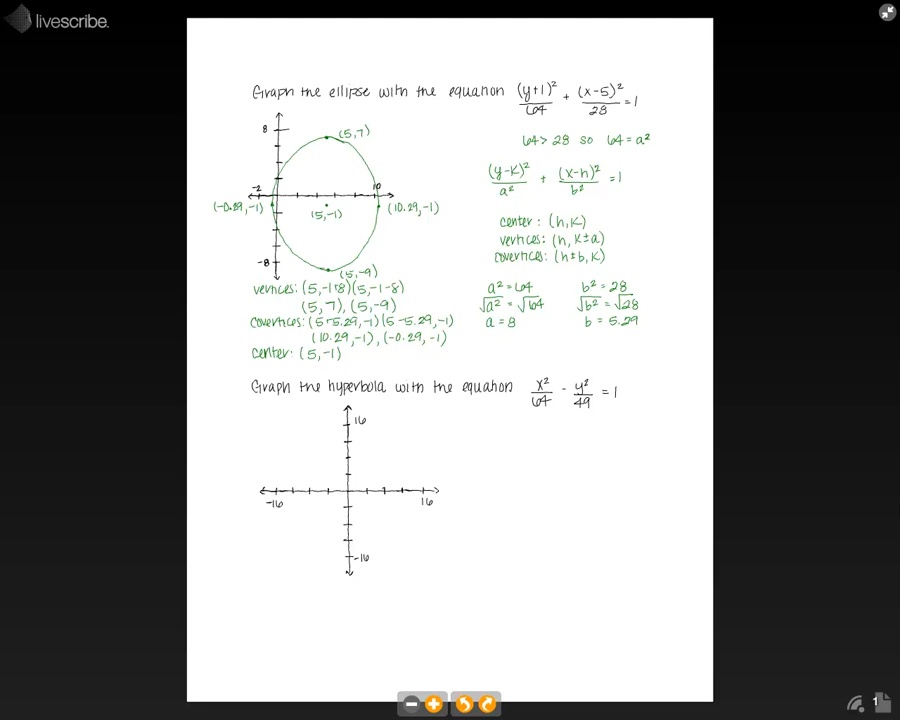 livescribe.
Graph the ellipse with the equation (y+1)²/64 + (x-5)²/28 = 1
64 > 28 so 64 = a²
(y-k)²/a² + (x-h)²/b² = 1
center: (h, k)
vertices: (h, k±a)
covertices: (h±b, k)
8
(5,7)
-2
10
(-0.29,-1)
(5,-1)
(10.29,-1)
-8
(5,-9)
vertices: (5,-1+8)(5,-1-8)
(5,7), (5,-9)
covertices: (5+5.29,-1)(5-5.29,-1)
(10.29,-1), (-0.29,-1)
center: (5,-1)
a² = 64
√a² = √64
a = 8
b² = 28
√b² = √28
b = 5.29
Graph the hyperbola with the equation x²/64 - y²/49 = 1
16
-16
16
-16
1